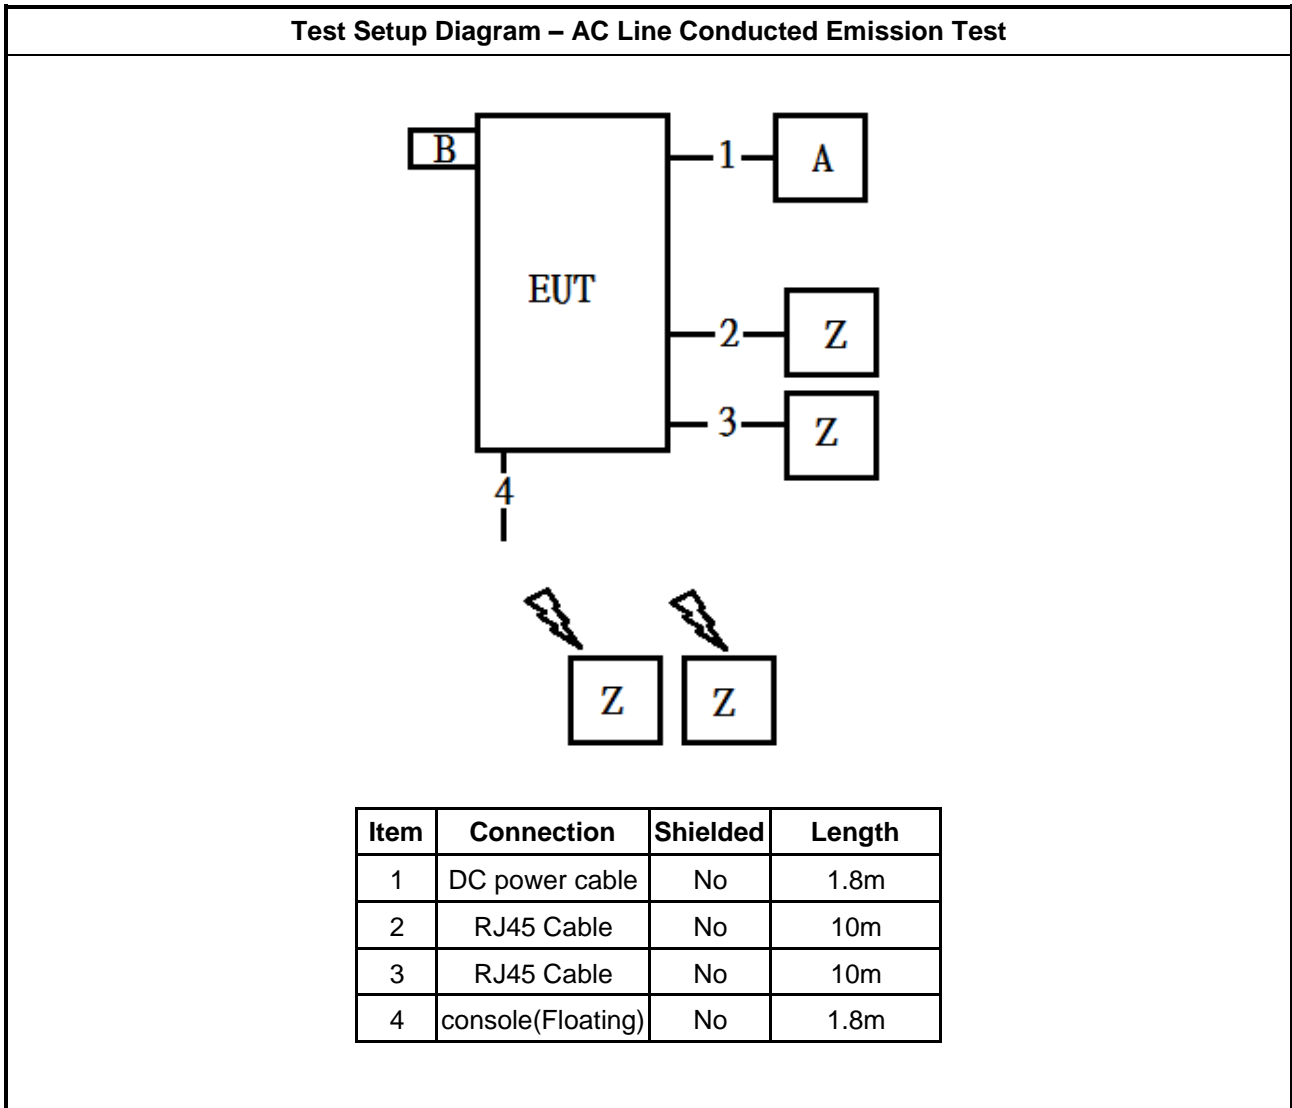 Test Setup Diagram – AC Line Conducted Emission Test
B
1
A
EUT
2
Z
3
Z
4
Z Z
Item Connection Shielded Length
1 DC power cable No 1.8m
2 RJ45 Cable No 10m
3 RJ45 Cable No 10m
4 console(Floating) No 1.8m